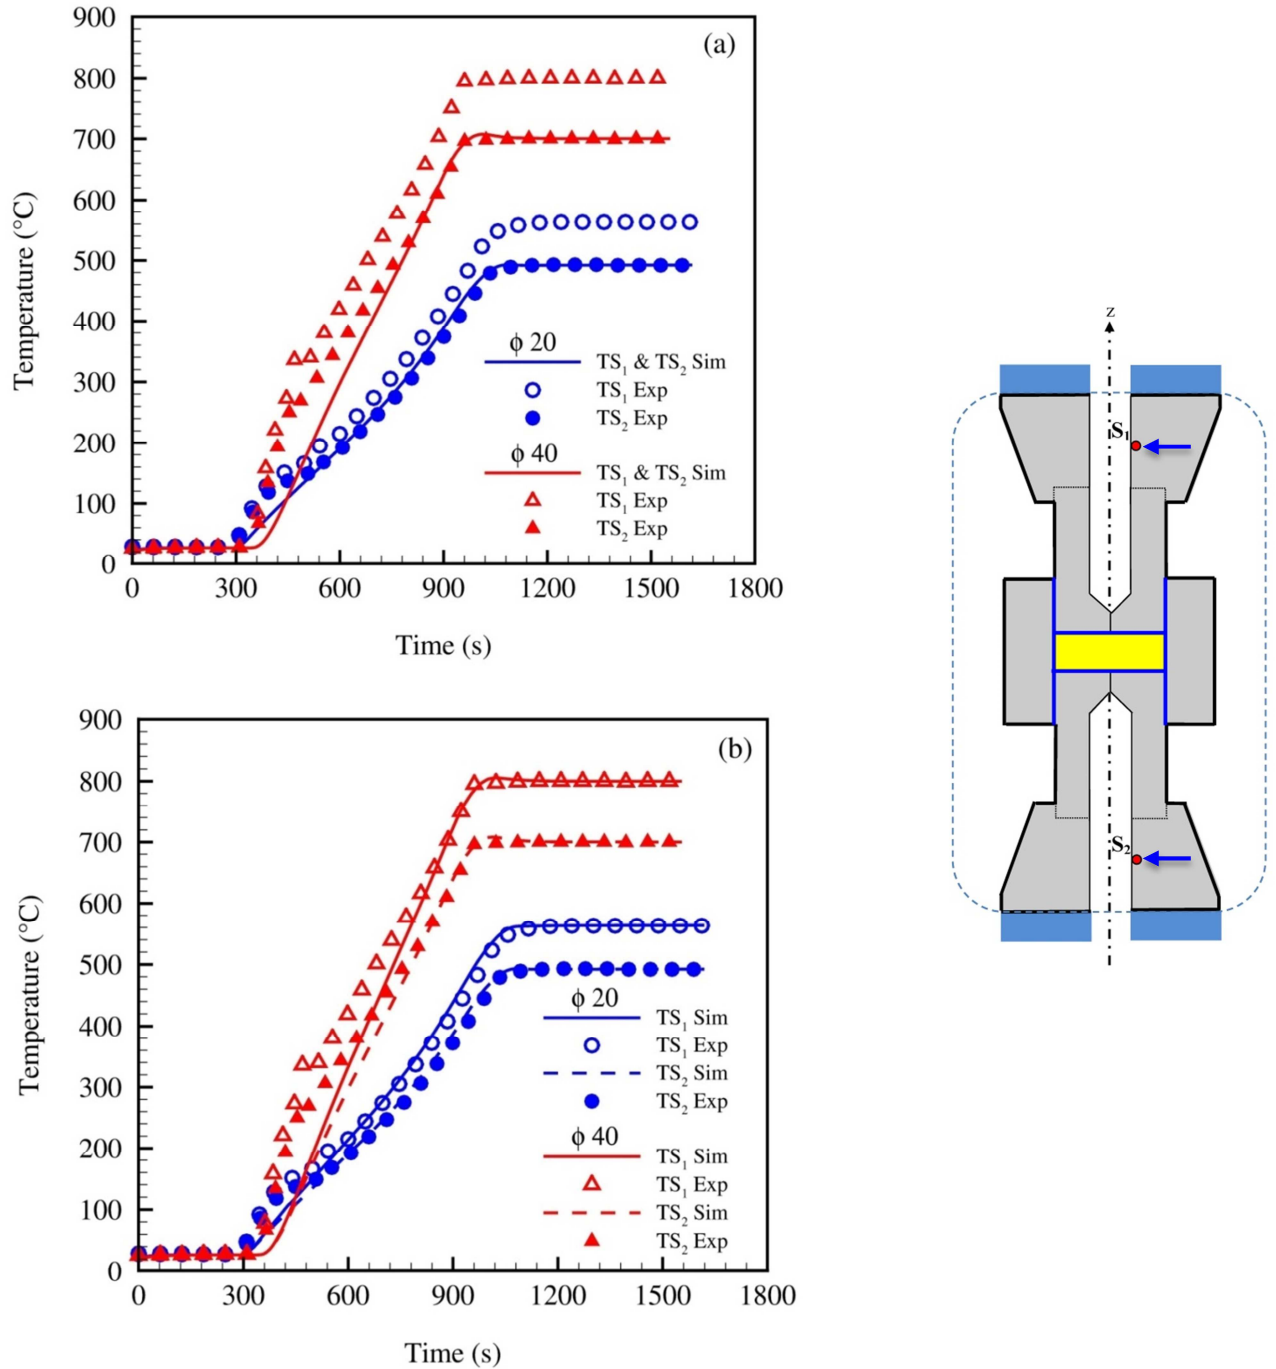 (a)
Temperature (°C)
900
800
700
600
500
400
300
200
100
0
ϕ 20
TS₁ & TS₂ Sim
TS₁ Exp
TS₂ Exp
ϕ 40
TS₁ & TS₂ Sim
TS₁ Exp
TS₂ Exp
0 300 600 900 1200 1500 1800
Time (s)
(b)
Temperature (°C)
900
800
700
600
500
400
300
200
100
0
ϕ 20
TS₁ Sim
TS₁ Exp
TS₂ Sim
TS₂ Exp
ϕ 40
TS₁ Sim
TS₁ Exp
TS₂ Sim
TS₂ Exp
0 300 600 900 1200 1500 1800
Time (s)
z
S₁
S₂